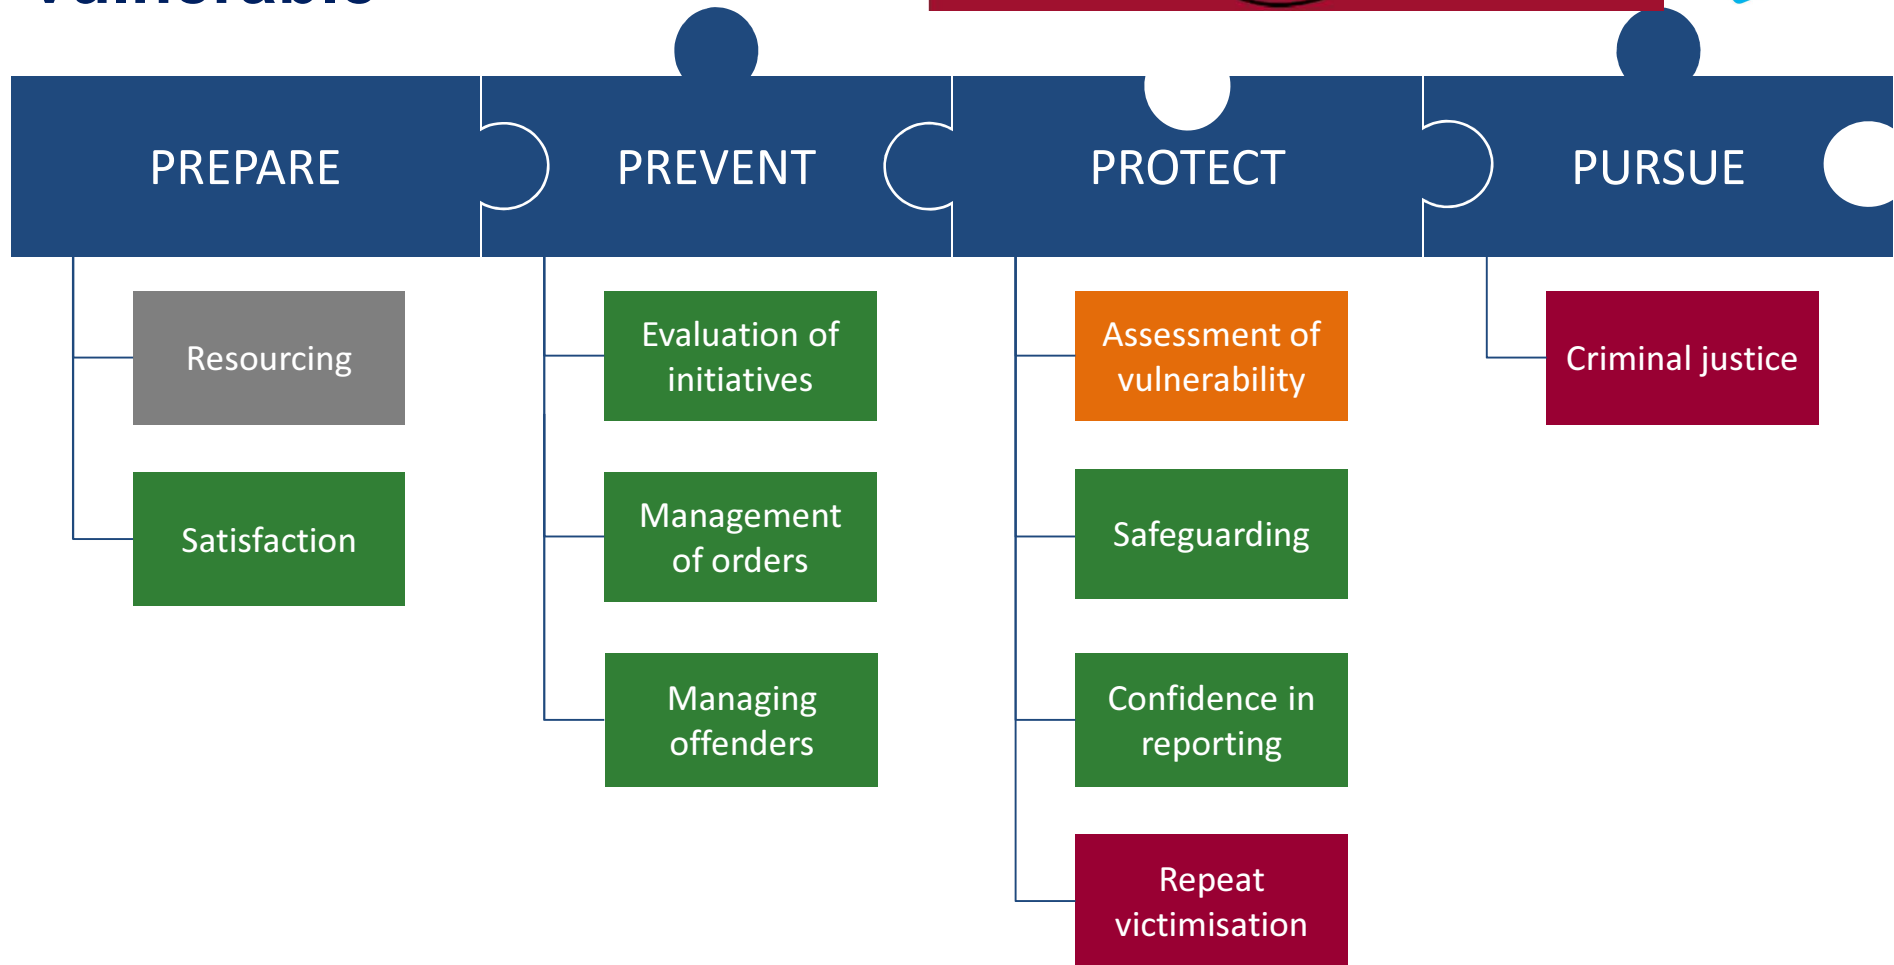 PREPARE
PREVENT
PROTECT
PURSUE
Resourcing
Satisfaction
Evaluation of
initiatives
Management
of orders
Managing
offenders
Assessment of
vulnerability
Safeguarding
Confidence in
reporting
Repeat
victimisation
Criminal justice